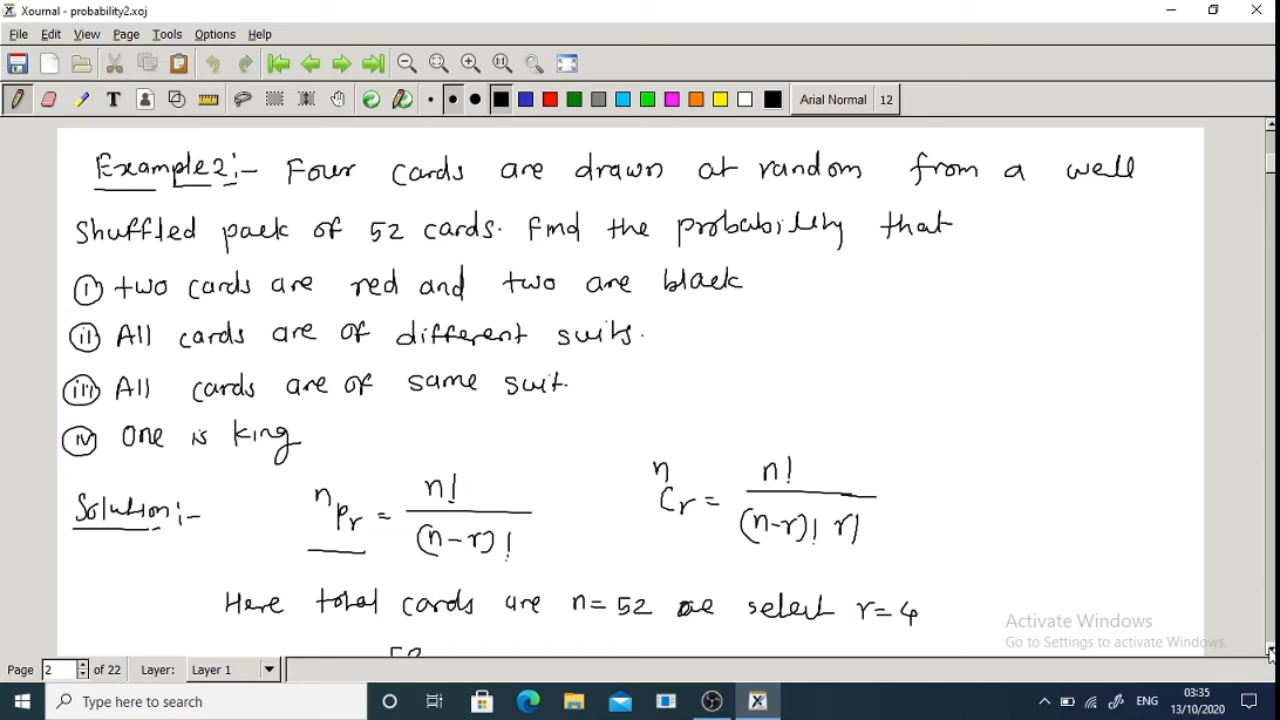 Xournal - probability2.xoj
File Edit View Page Tools Options Help
Arial Normal 12
Example 2:- Four cards are drawn at random from a well
shuffled pack of 52 cards. Find the probability that
(i) two cards are red and two are black
(ii) All cards are of different suits.
(iii) All cards are of same suit.
(iv) One is king
Solution:- nPr = n! / (n-r)! nCr = n! / (n-r)! r!
Here total cards are n=52 select r=4
52
Activate Windows
Go to Settings to activate Windows.
Page 2 of 22 Layer: Layer 1
Type here to search
ENG 03:35 13/10/2020